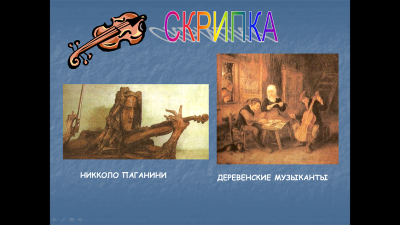 СКРИПКА
НИККОЛО ПАГАНИНИ
ДЕРЕВЕНСКИЕ МУЗЫКАНТЫ